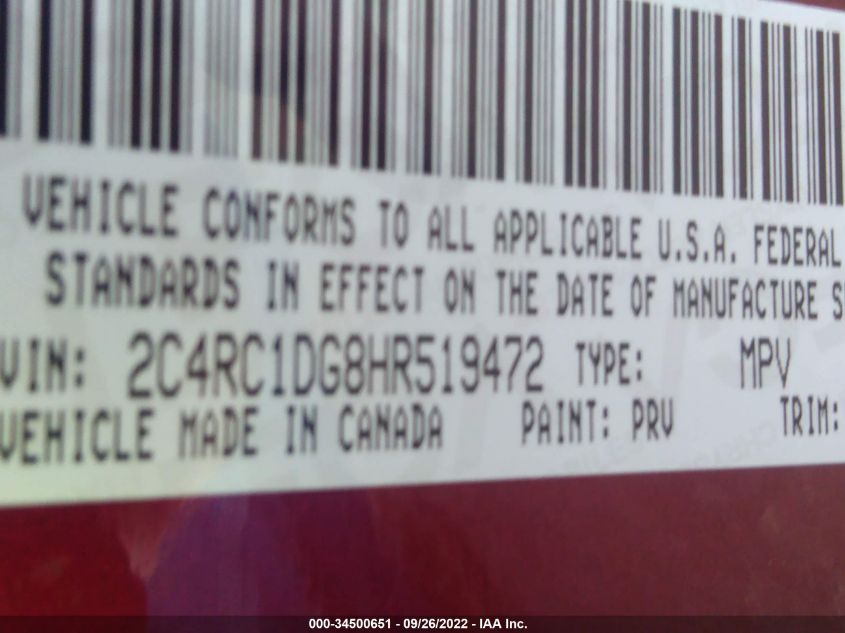 VEHICLE CONFORMS TO ALL APPLICABLE U.S.A. FEDERAL
STANDARDS IN EFFECT ON THE DATE OF MANUFACTURE
VIN: 2C4RC1DG8HR519472 TYPE: MPV
VEHICLE MADE IN CANADA PAINT: PRV TRIM:
000-34500651 - 09/26/2022 - IAA Inc.